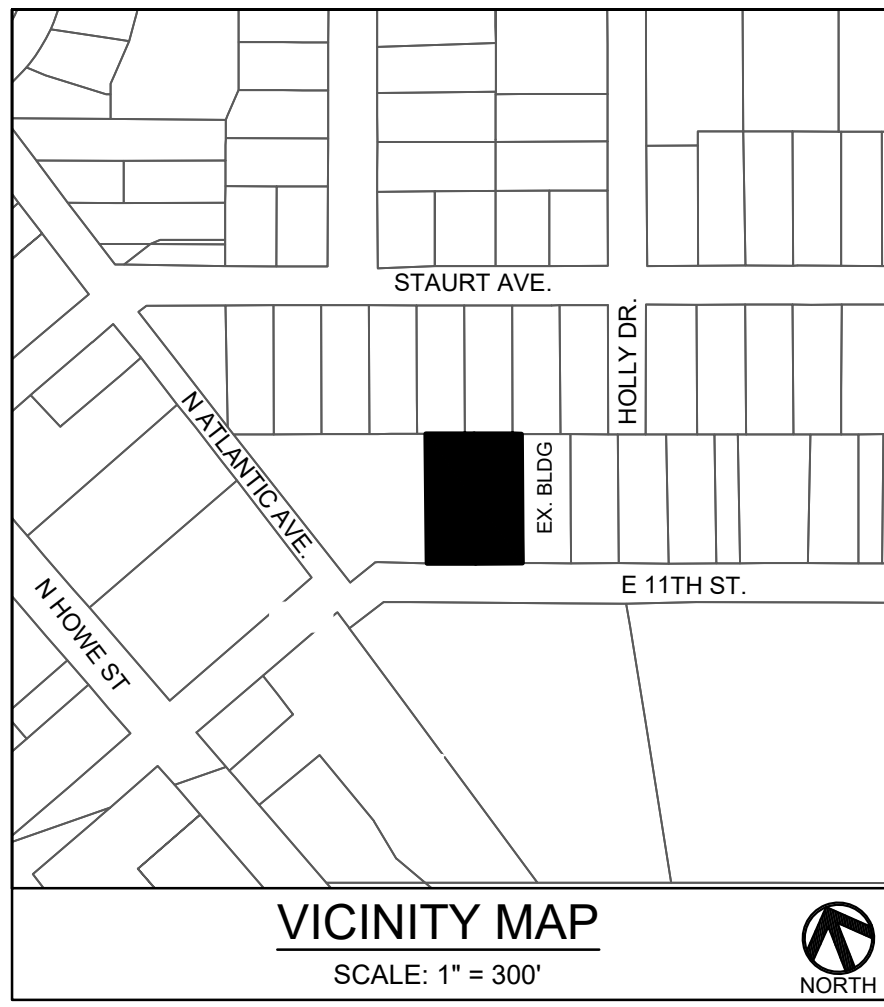 STAURT AVE.
HOLLY DR.
N ATLANTIC AVE.
EX. BLDG
E 11TH ST.
N HOWE ST
VICINITY MAP
SCALE: 1" = 300'
NORTH